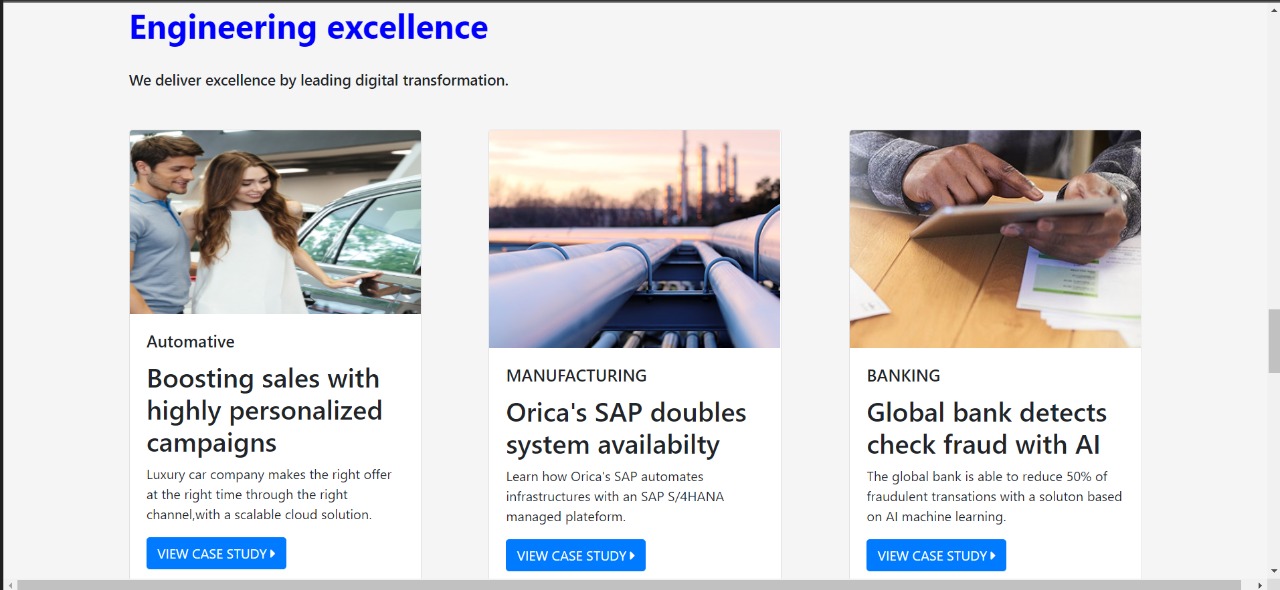 Engineering excellence
We deliver excellence by leading digital transformation.
Automative
Boosting sales with
highly personalized
campaigns
Luxury car company makes the right offer
at the right time through the right
channel,with a scalable cloud solution.
VIEW CASE STUDY
MANUFACTURING
Orica's SAP doubles
system availabilty
Learn how Orica's SAP automates
infrastructures with an SAP S/4HANA
managed plateform.
VIEW CASE STUDY
BANKING
Global bank detects
check fraud with AI
The global bank is able to reduce 50% of
fraudulent transations with a soluton based
on AI machine learning.
VIEW CASE STUDY